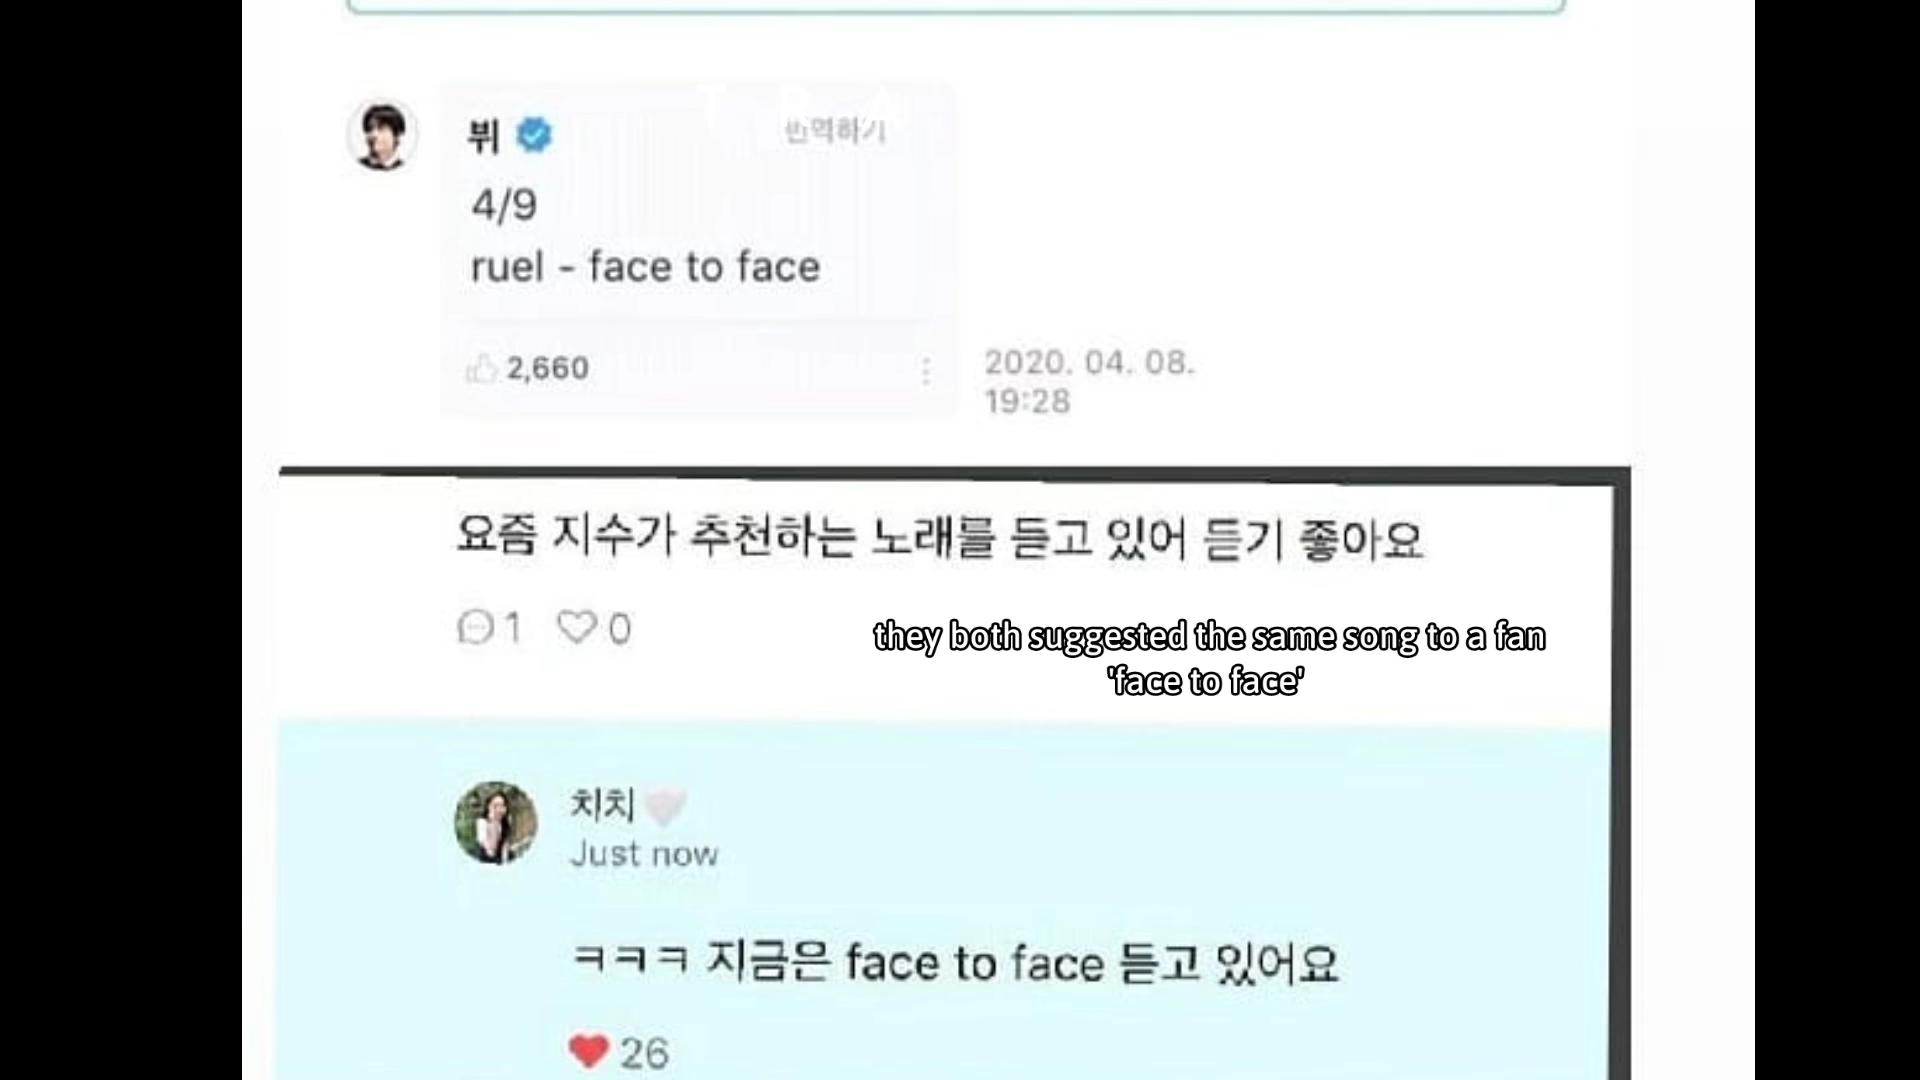 뷔
번역하기
4/9
ruel - face to face
2,660
2020. 04. 08.
19:28
요즘 지수가 추천하는 노래를 듣고 있어 듣기 좋아요
1 0
they both suggested the same song to a fan
'face to face'
치치
Just now
ㅋㅋㅋ 지금은 face to face 듣고 있어요
26